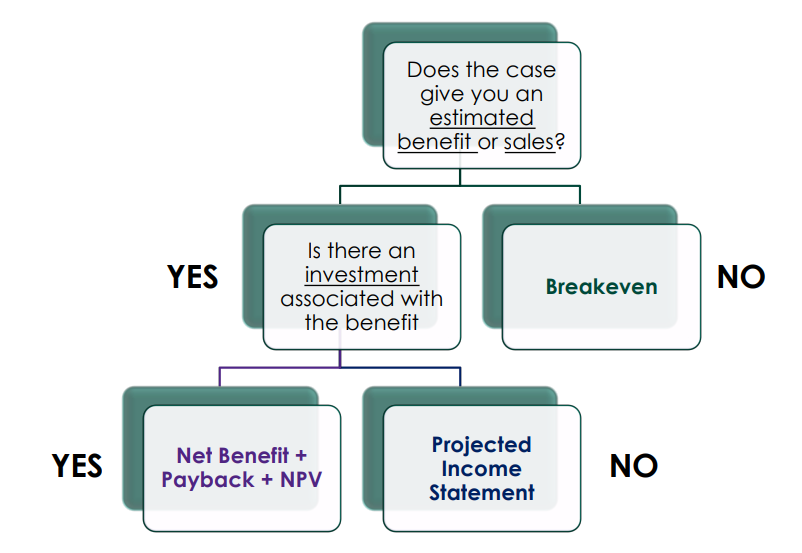 Does the case
give you an
estimated
benefit or sales?
YES
Is there an
investment
associated with
the benefit
Breakeven
NO
YES
Net Benefit +
Payback + NPV
Projected
Income
Statement
NO